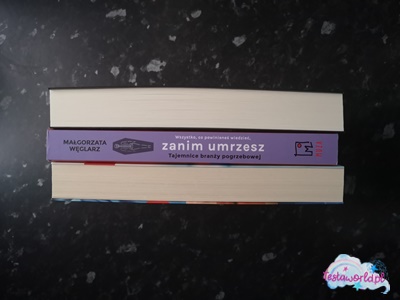 MAŁGORZATA
WĘGLARZ
Wszystko, co powinieneś wiedzieć,
zanim umrzesz
Tajemnice branży pogrzebowej
Testaworld.pl